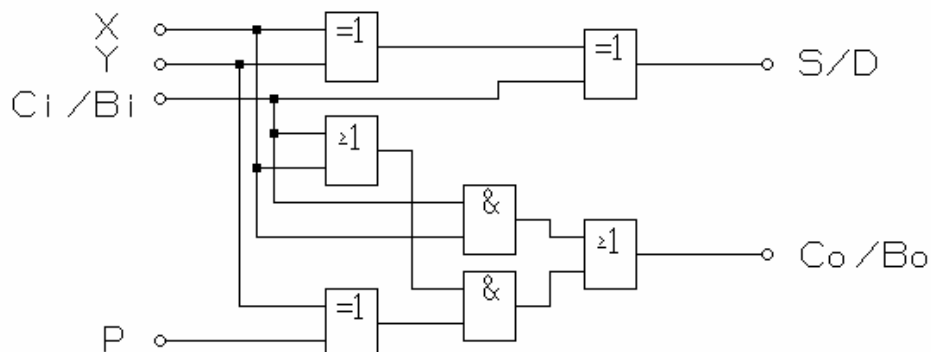 X
=1
=1
Y
S/D
Ci/Bi
≥1
&
≥1
Co/Bo
&
=1
P